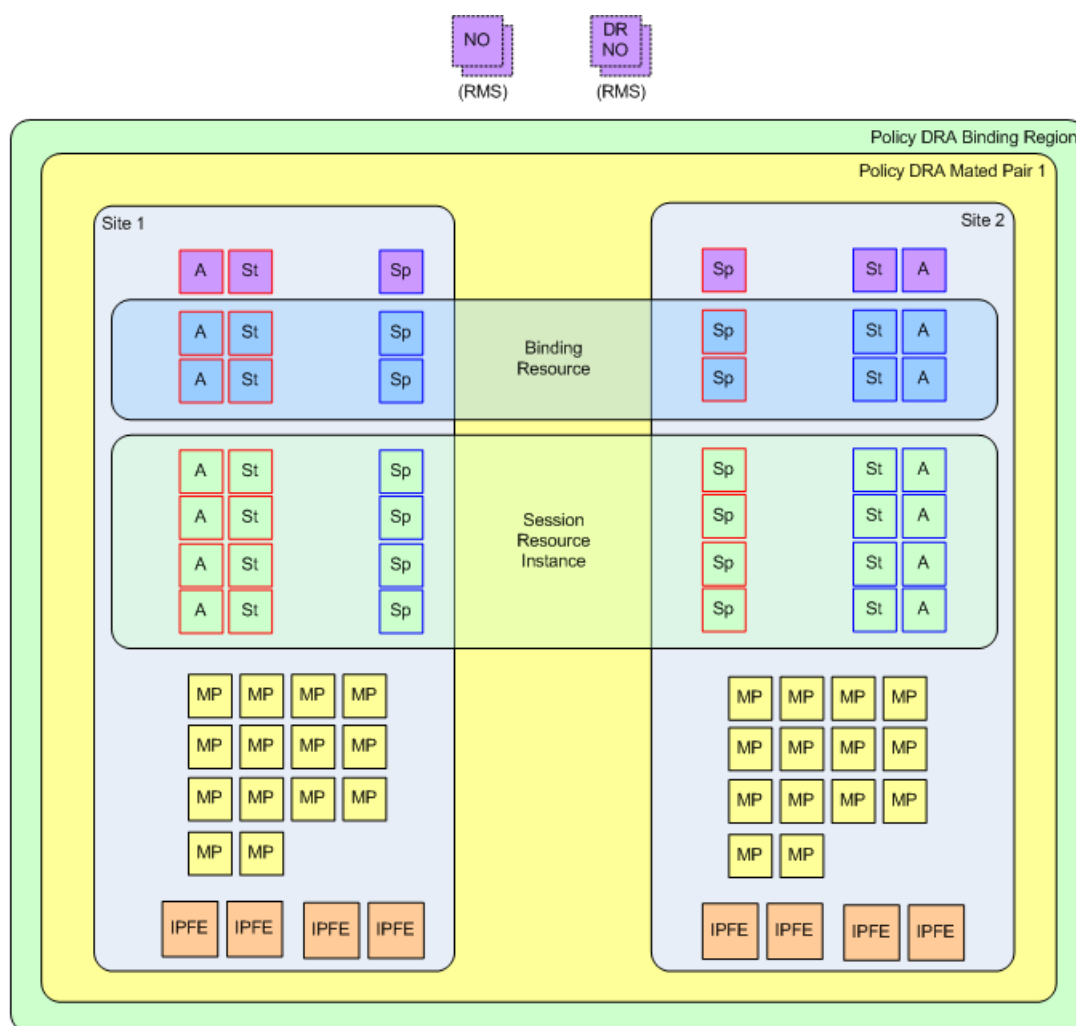 NO
DR
NO
(RMS)
(RMS)
Policy DRA Binding Region
Policy DRA Mated Pair 1
Site 1
Site 2
A St Sp Sp St A
A St Sp Sp St A
Binding
Resource
A St Sp Sp St A
A St Sp Sp St A
A St Sp Sp St A
Session
Resource
Instance
A St Sp Sp St A
A St Sp Sp St A
MP MP MP MP MP MP MP MP
MP MP MP MP MP MP MP MP
MP MP MP MP MP MP MP MP
MP MP MP MP
IPFE IPFE IPFE IPFE IPFE IPFE IPFE IPFE